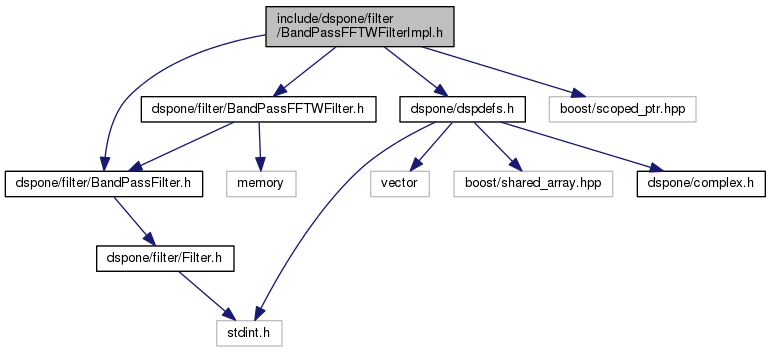 include/dspone/filter
/BandPassFFTWFilterImpl.h
dspone/filter/BandPassFFTWFilter.h
dspone/dspdefs.h
boost/scoped_ptr.hpp
dspone/filter/BandPassFilter.h
memory
vector
boost/shared_array.hpp
dspone/complex.h
dspone/filter/Filter.h
stdint.h